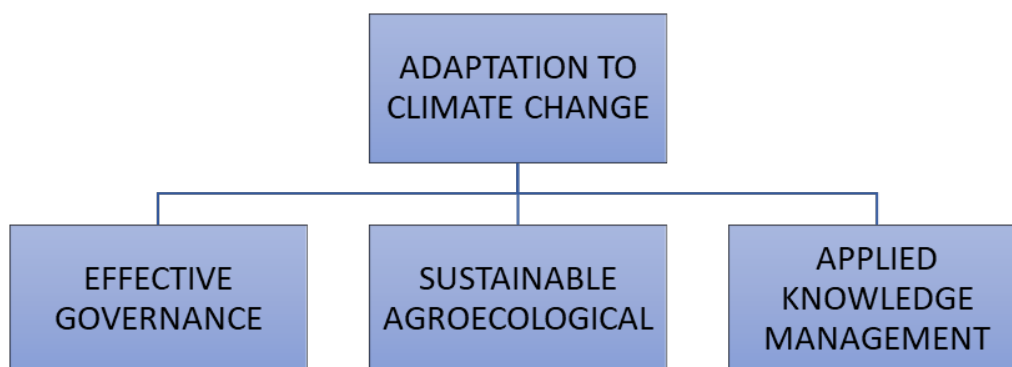 ADAPTATION TO
CLIMATE CHANGE
EFFECTIVE
GOVERNANCE
SUSTAINABLE
AGROECOLOGICAL
APPLIED
KNOWLEDGE
MANAGEMENT